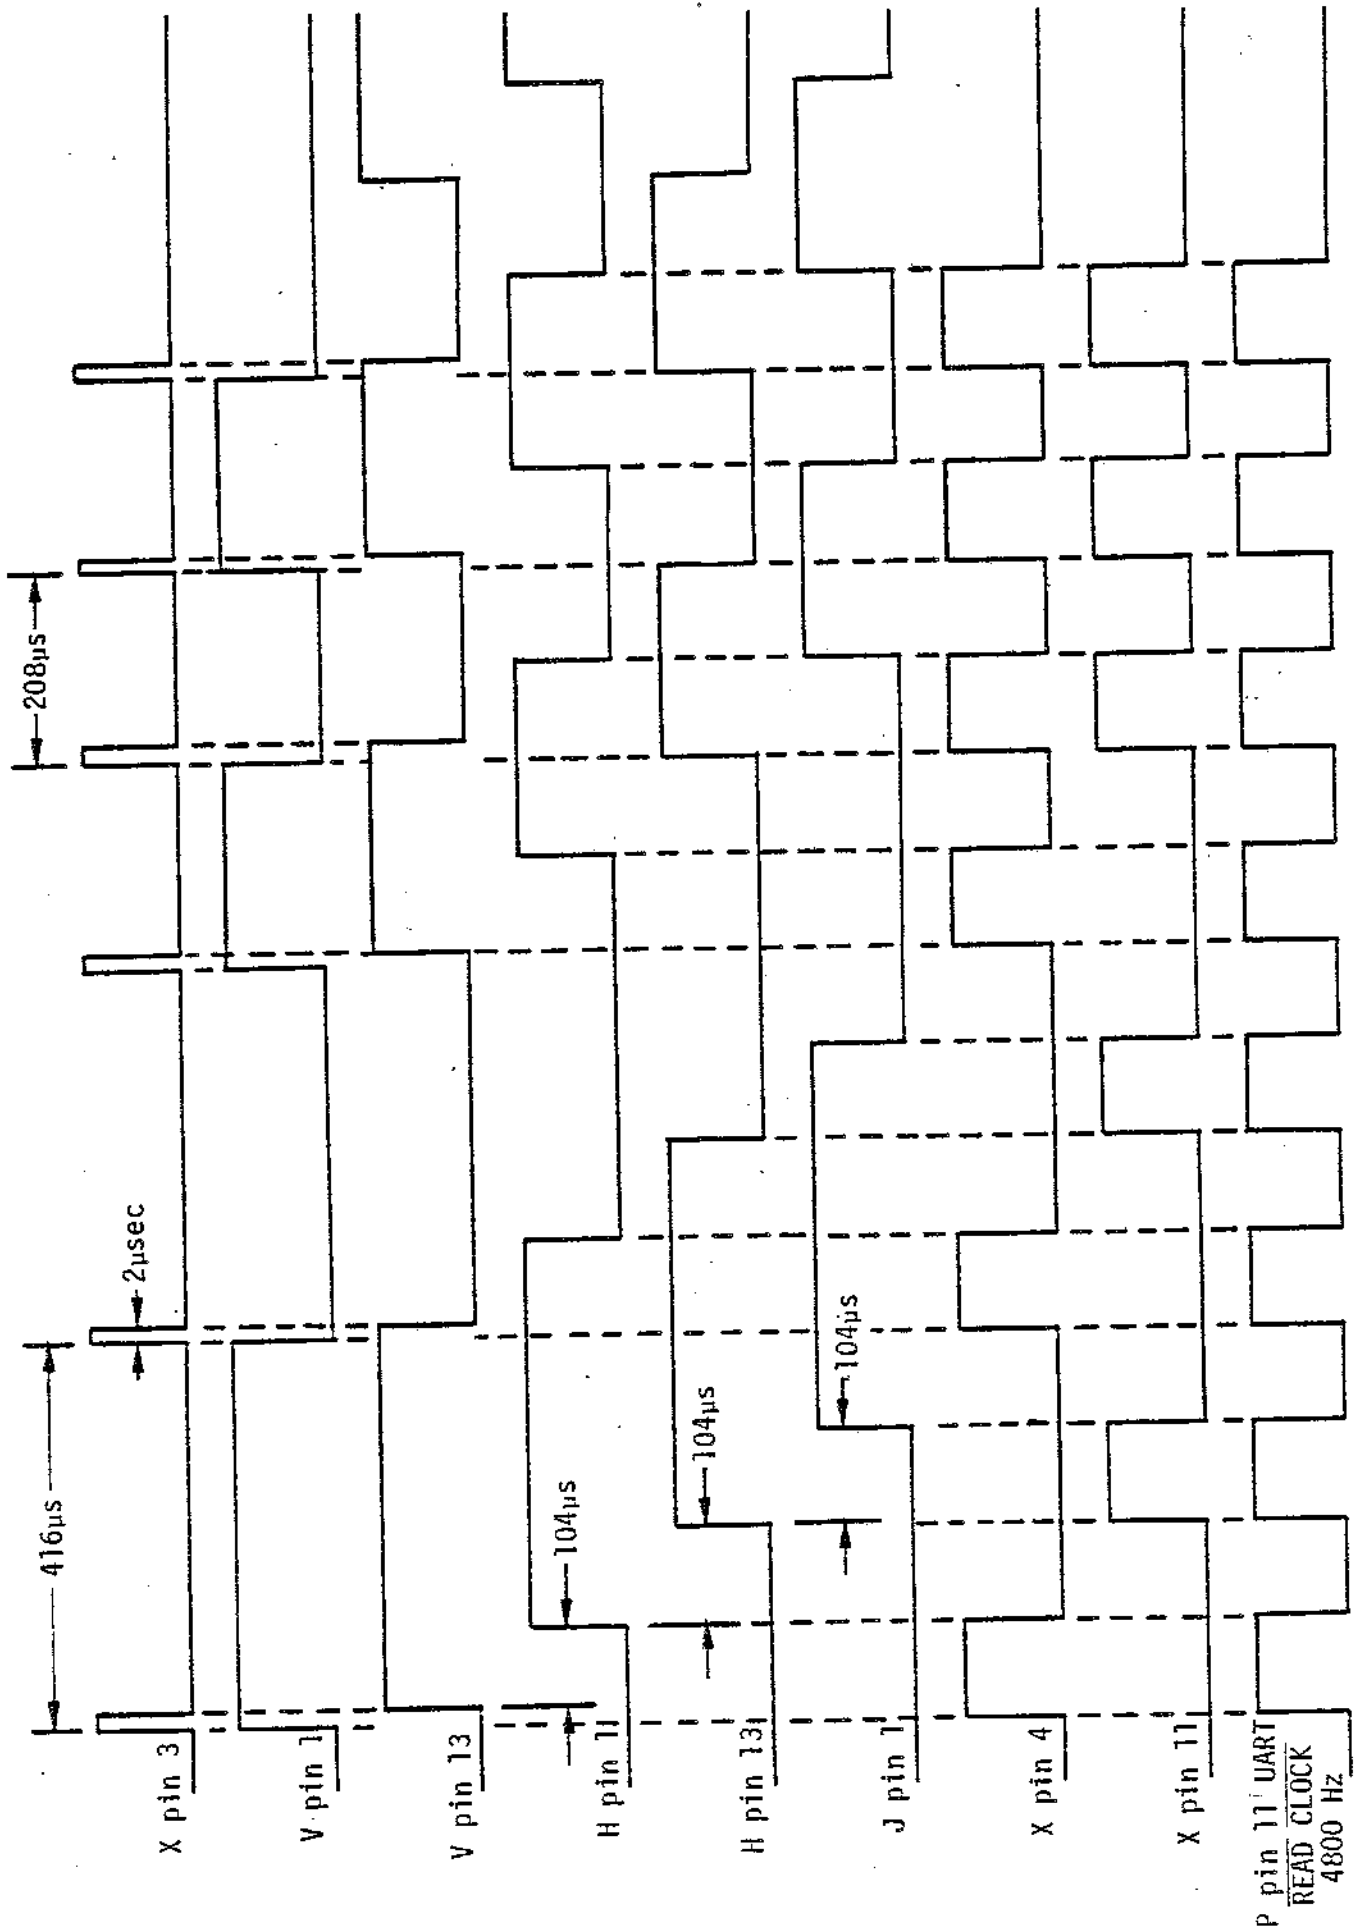 416µs
2µsec
208µs
X pin 3
V pin 1
V pin 13
104µs
H pin 11
104µs
H pin 13
104µs
J pin 1
X pin 4
X pin 11
P pin 11 UART
READ CLOCK
4800 Hz